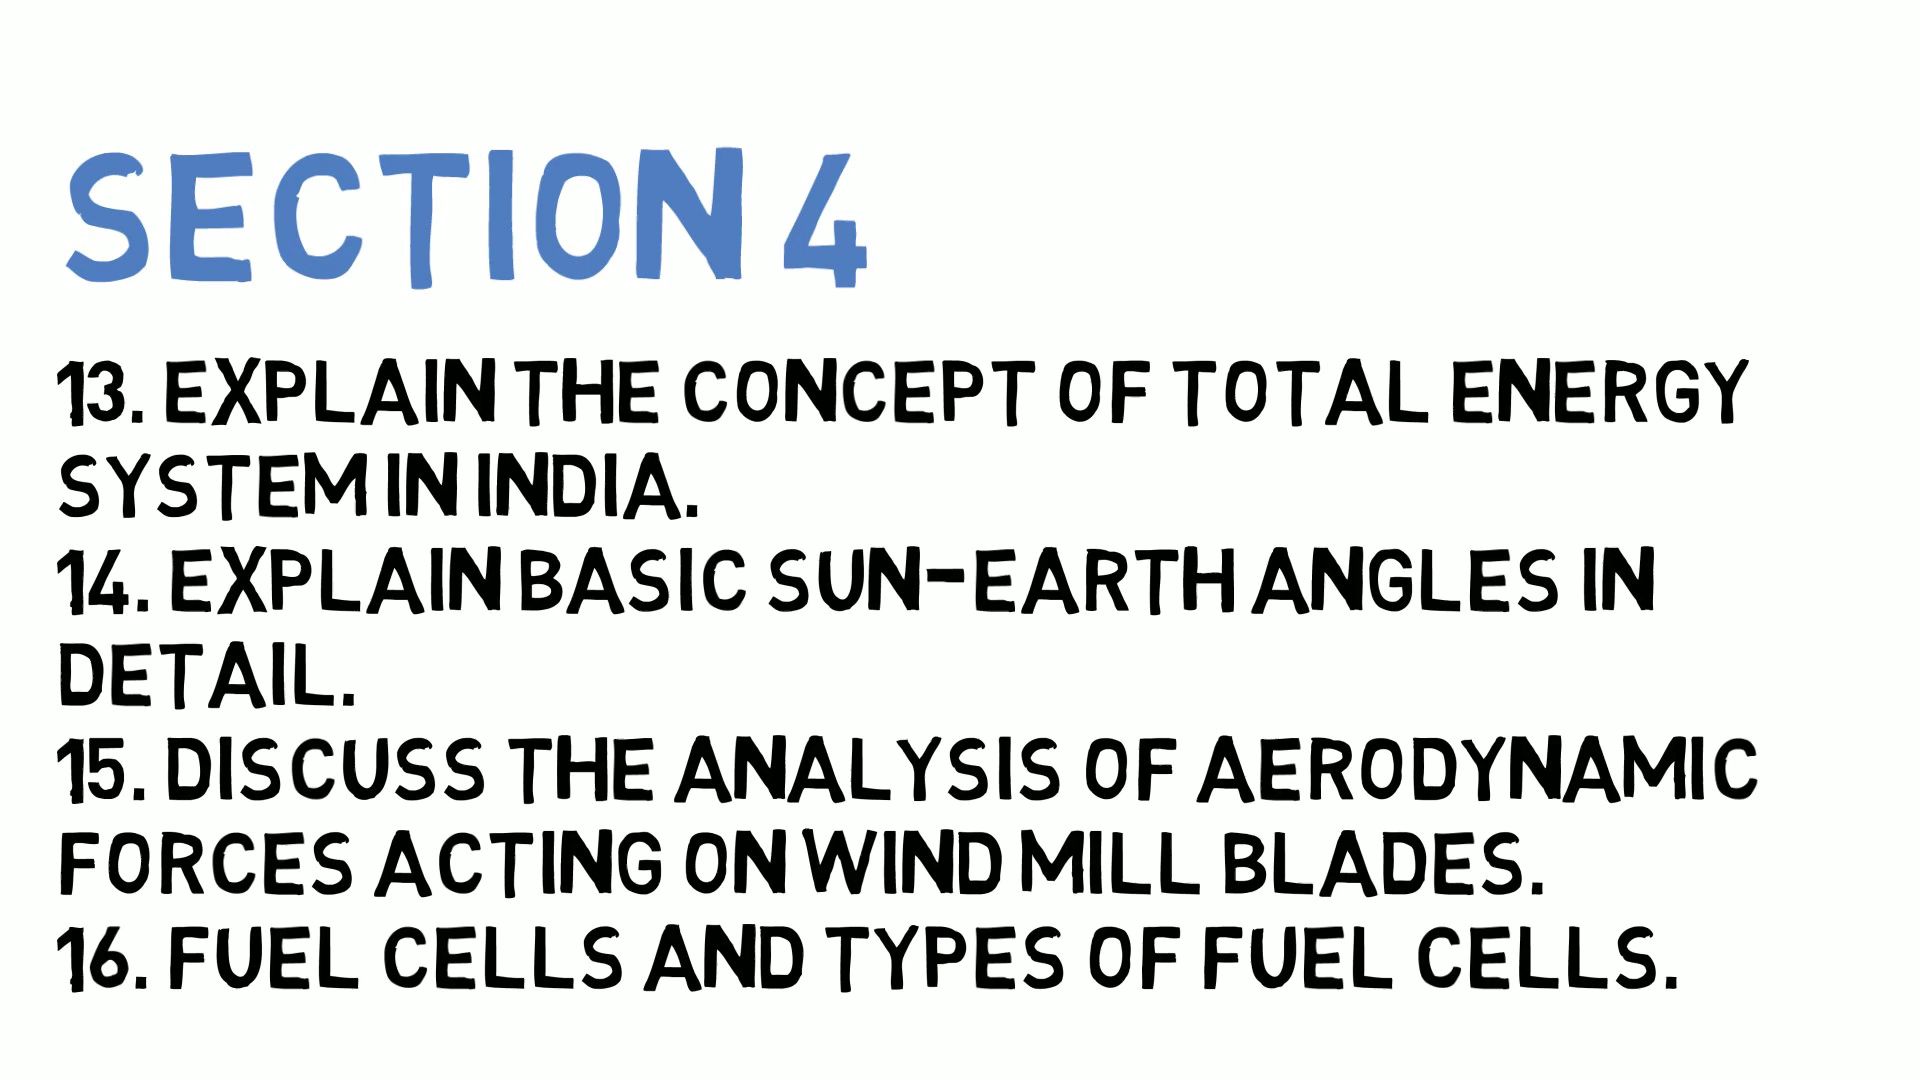 SECTION 4
13. EXPLAIN THE CONCEPT OF TOTAL ENERGY
SYSTEM IN INDIA.
14. EXPLAIN BASIC SUN-EARTH ANGLES IN
DETAIL.
15. DISCUSS THE ANALYSIS OF AERODYNAMIC
FORCES ACTING ON WIND MILL BLADES.
16. FUEL CELLS AND TYPES OF FUEL CELLS.